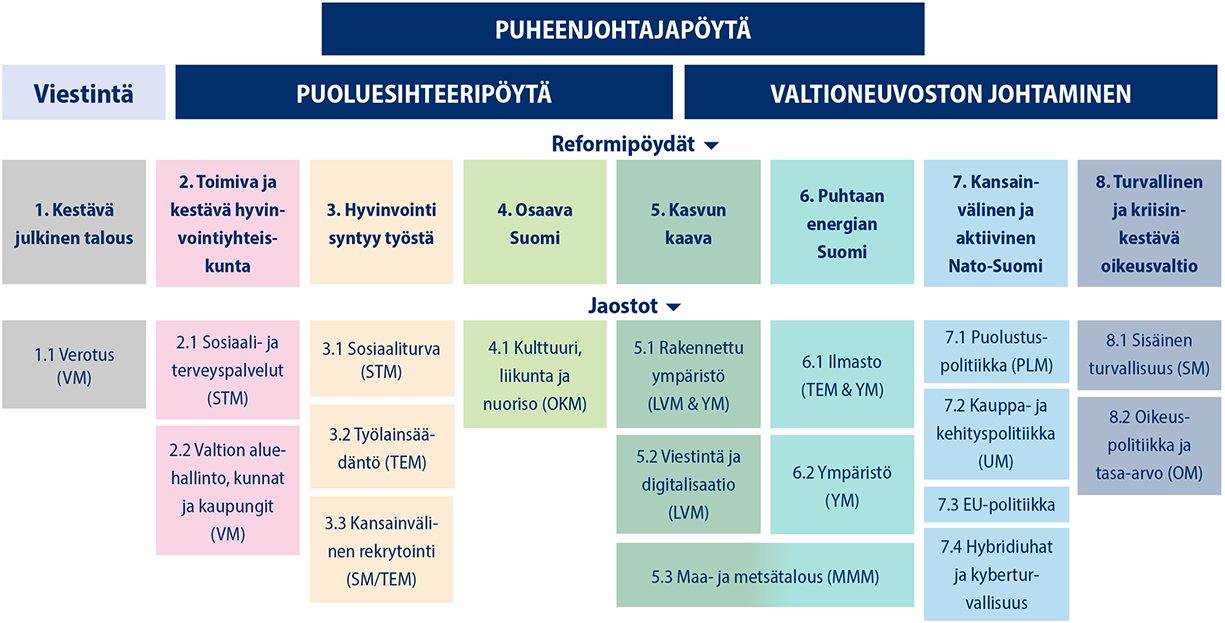 PUHEENJOHTAJAPÖYTÄ
Viestintä
PUOLUESIHTEERIPÖYTÄ
VALTIONEUVOSTON JOHTAMINEN
Reformipöydät
1. Kestävä
julkinen talous
2. Toimiva ja
kestävä hyvin-
vointiyhteis-
kunta
3. Hyvinvointi
syntyy työstä
4. Osaava
Suomi
5. Kasvun
kaava
6. Puhtaan
energian
Suomi
7. Kansain-
välinen ja
aktiivinen
Nato-Suomi
8. Turvallinen
ja kriisin-
kestävä
oikeusvaltio
Jaostot
1.1 Verotus
(VM)
2.1 Sosiaali- ja
terveyspalvelut
(STM)
2.2 Valtion alue-
hallinto, kunnat
ja kaupungit
(VM)
3.1 Sosiaaliturva
(STM)
3.2 Työlainsää-
däntö (TEM)
3.3 Kansainväli-
nen rekrytointi
(SM/TEM)
4.1 Kulttuuri,
liikunta ja
nuoriso (OKM)
5.1 Rakennettu
ympäristö
(LVM & YM)
5.2 Viestintä ja
digitalisaatio
(LVM)
5.3 Maa- ja metsätalous (MMM)
6.1 Ilmasto
(TEM & YM)
6.2 Ympäristö
(YM)
7.1 Puolustus-
politiikka (PLM)
7.2 Kauppa- ja
kehityspolitiikka
(UM)
7.3 EU-politiikka
7.4 Hybridiuhat
ja kybertur-
vallisuus
8.1 Sisäinen
turvallisuus (SM)
8.2 Oikeus-
politiikka ja
tasa-arvo (OM)